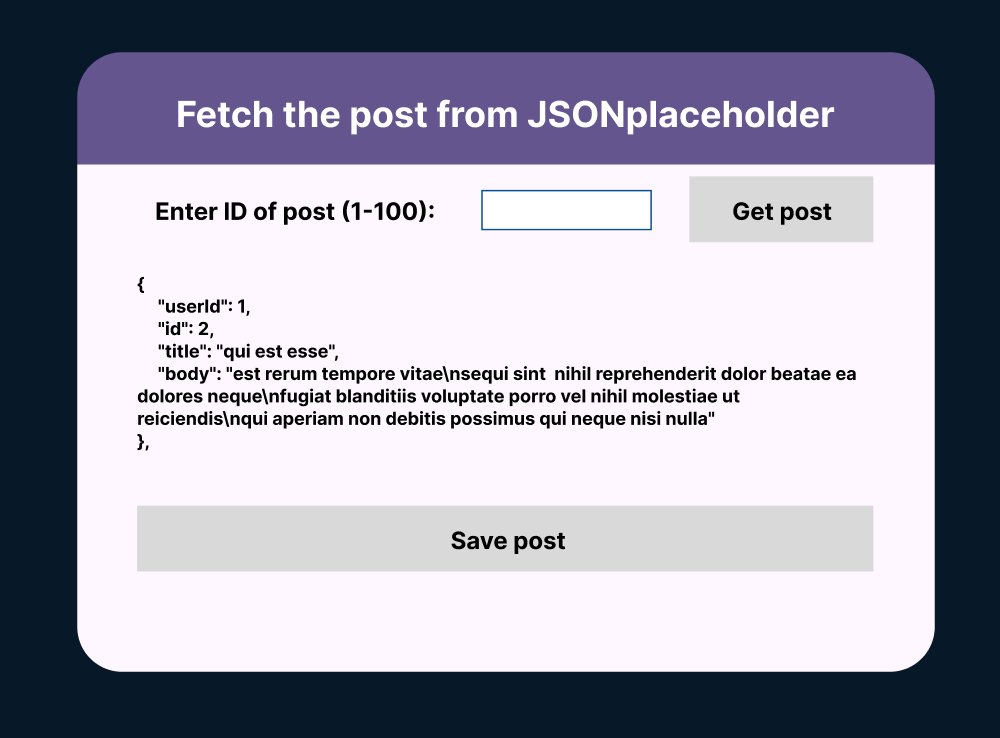 Fetch the post from JSONplaceholder
Enter ID of post (1-100): Get post
{
"userId": 1,
"id": 2,
"title": "qui est esse",
"body": "est rerum tempore vitae\nsequi sint  nihil reprehenderit dolor beatae ea
dolores neque\nfugiat blanditiis voluptate porro vel nihil molestiae ut
reiciendis\nqui aperiam non debitis possimus qui neque nisi nulla"
},
Save post